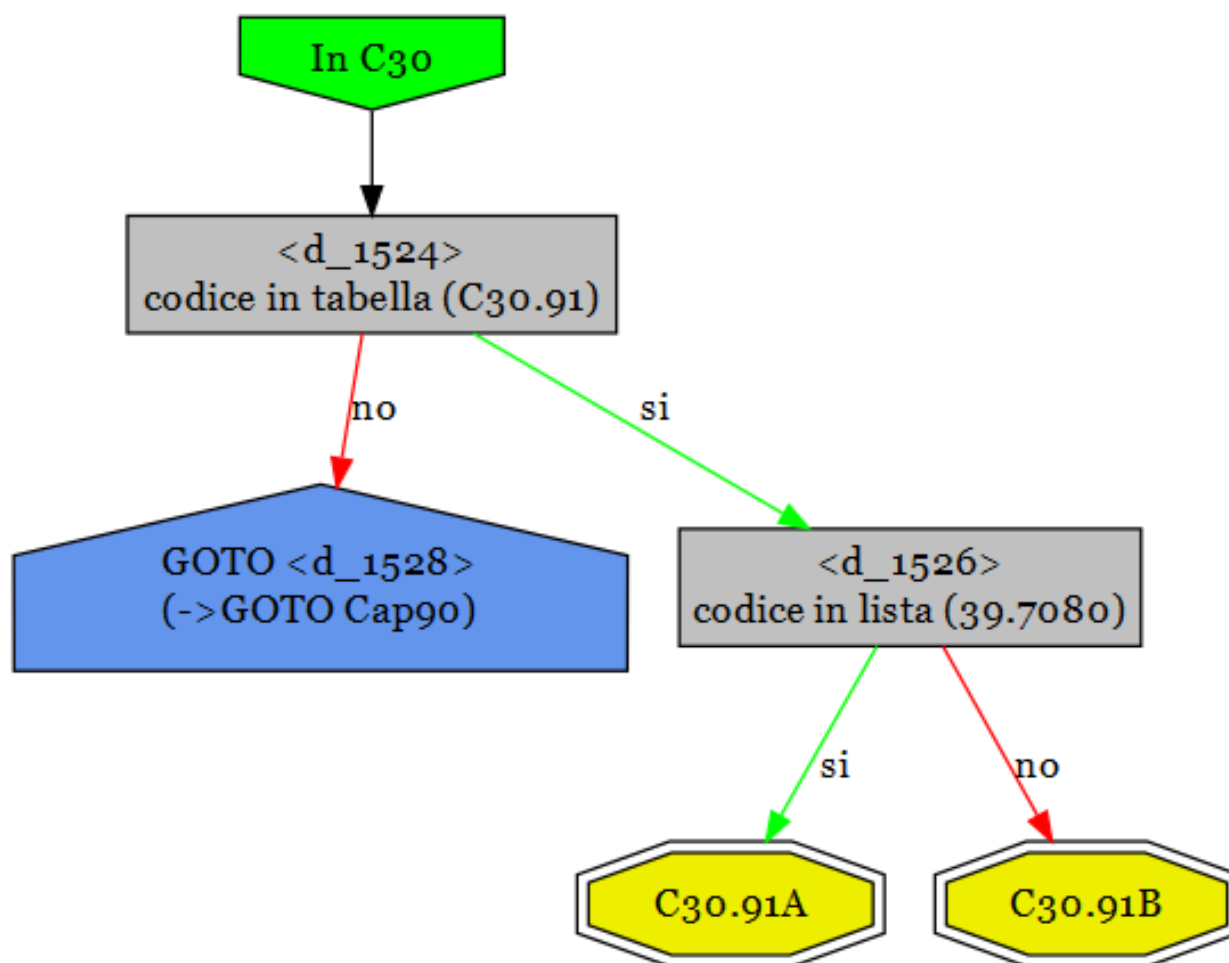 In C30
<d_1524>
codice in tabella (C30.91)
no
si
GOTO <d_1528>
(->GOTO Cap90)
<d_1526>
codice in lista (39.7080)
si
no
C30.91A
C30.91B